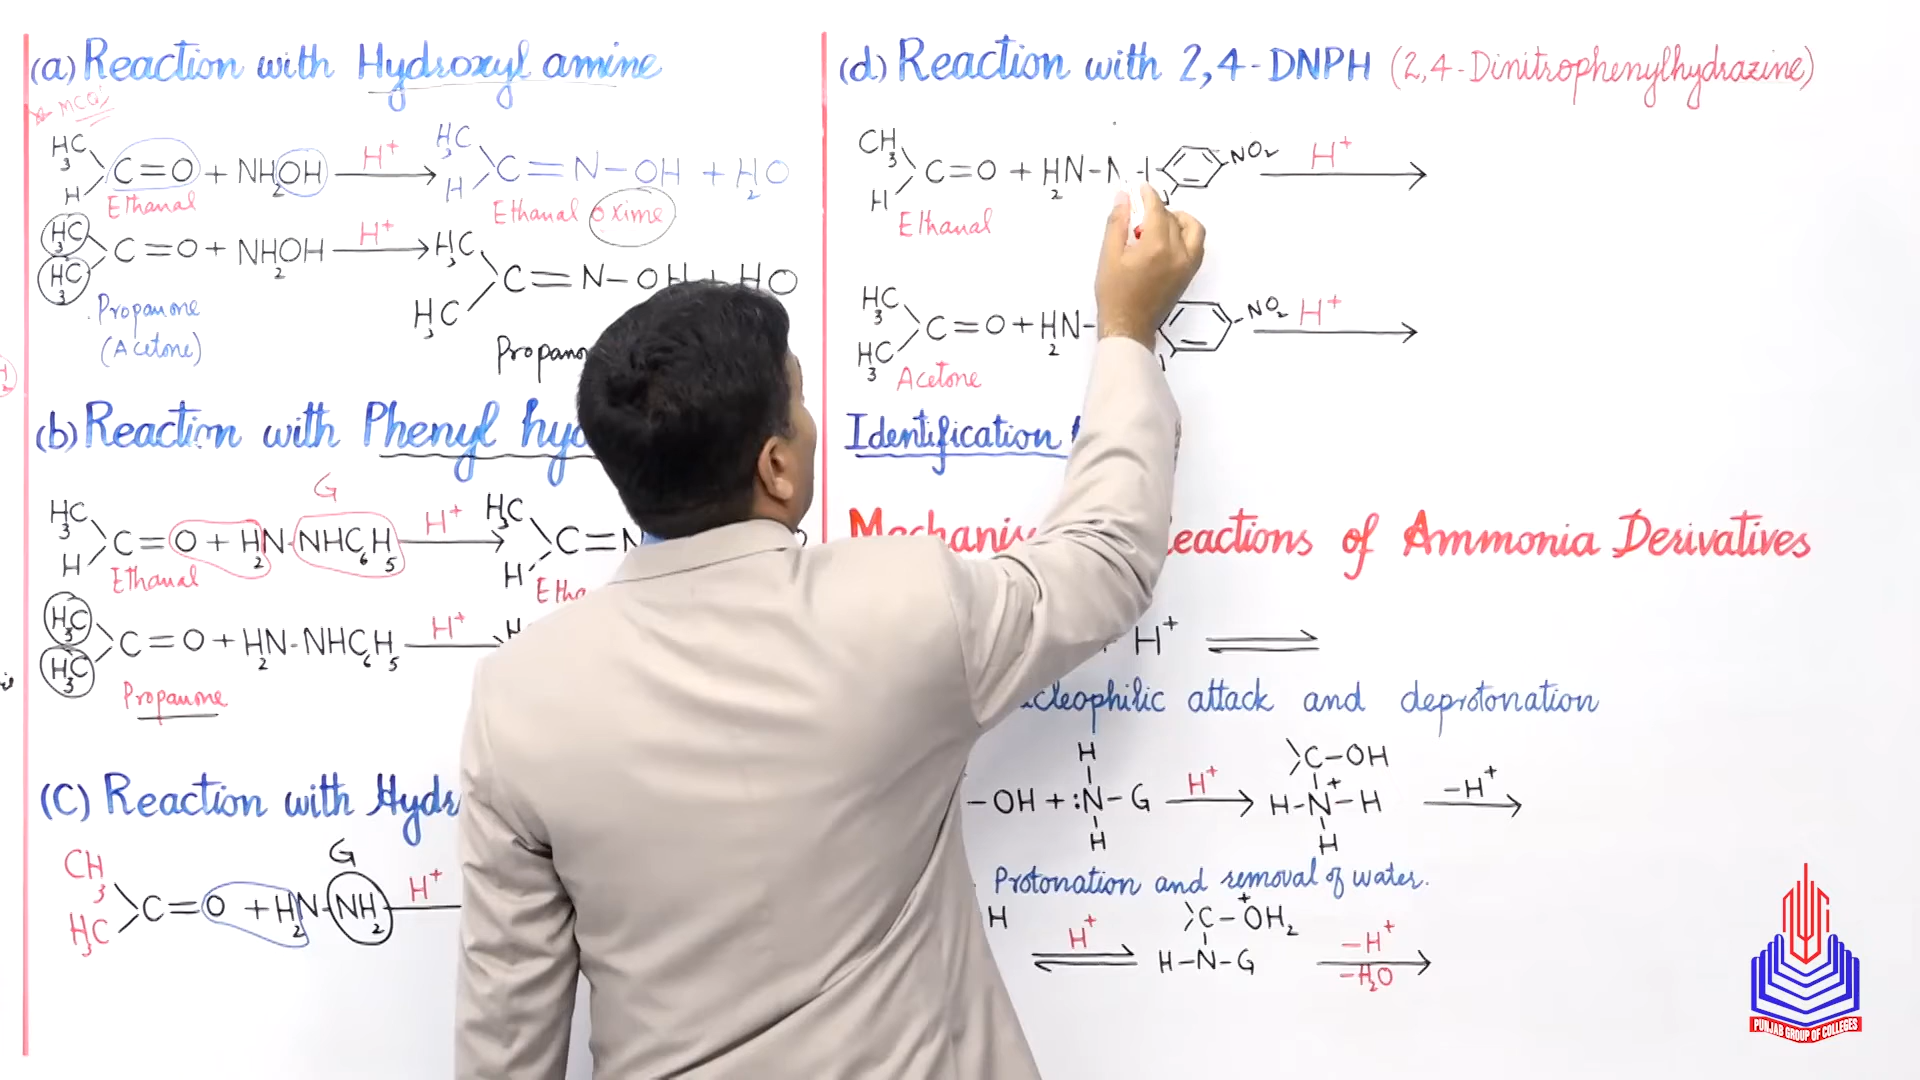 (a) Reaction with Hydroxyl amine
MCQ's
H3C
H C=O + NH2OH H+ → H3C H C=N-OH + H2O
Ethanal
Ethanal Oxime
H3C
H3C C=O + NH2OH H+ → H3C H3C C=N-OH + H2O
Propanone
(Acetone)
(b) Reaction with Phenyl
G
H3C
H C=O + H2N-NHC6H5 H+ → H3C H C=N
Ethanal
H3C
H3C C=O + H2N-NHC6H5 H+
Propanone
(C) Reaction with
G
CH3
H3C C=O + H2N-NH2 H+
(d) Reaction with 2,4-DNPH (2,4-Dinitrophenylhydrazine)
CH3
H C=O + H2N-N NO2 H+ →
Ethanal
H3C
H3C C=O + H2N- NO2 H+ →
Acetone
Identification
Reactions of Ammonia Derivatives
H+ ⇌
attack and deprotonation
-OH + :N-G H H H+ → C-OH H-N+-H H -H+ →
Protonation and removal of water.
H H+ ⇌ C-O+H2 H-N-G -H+ -H2O →
PUNJAB GROUP OF COLLEGES